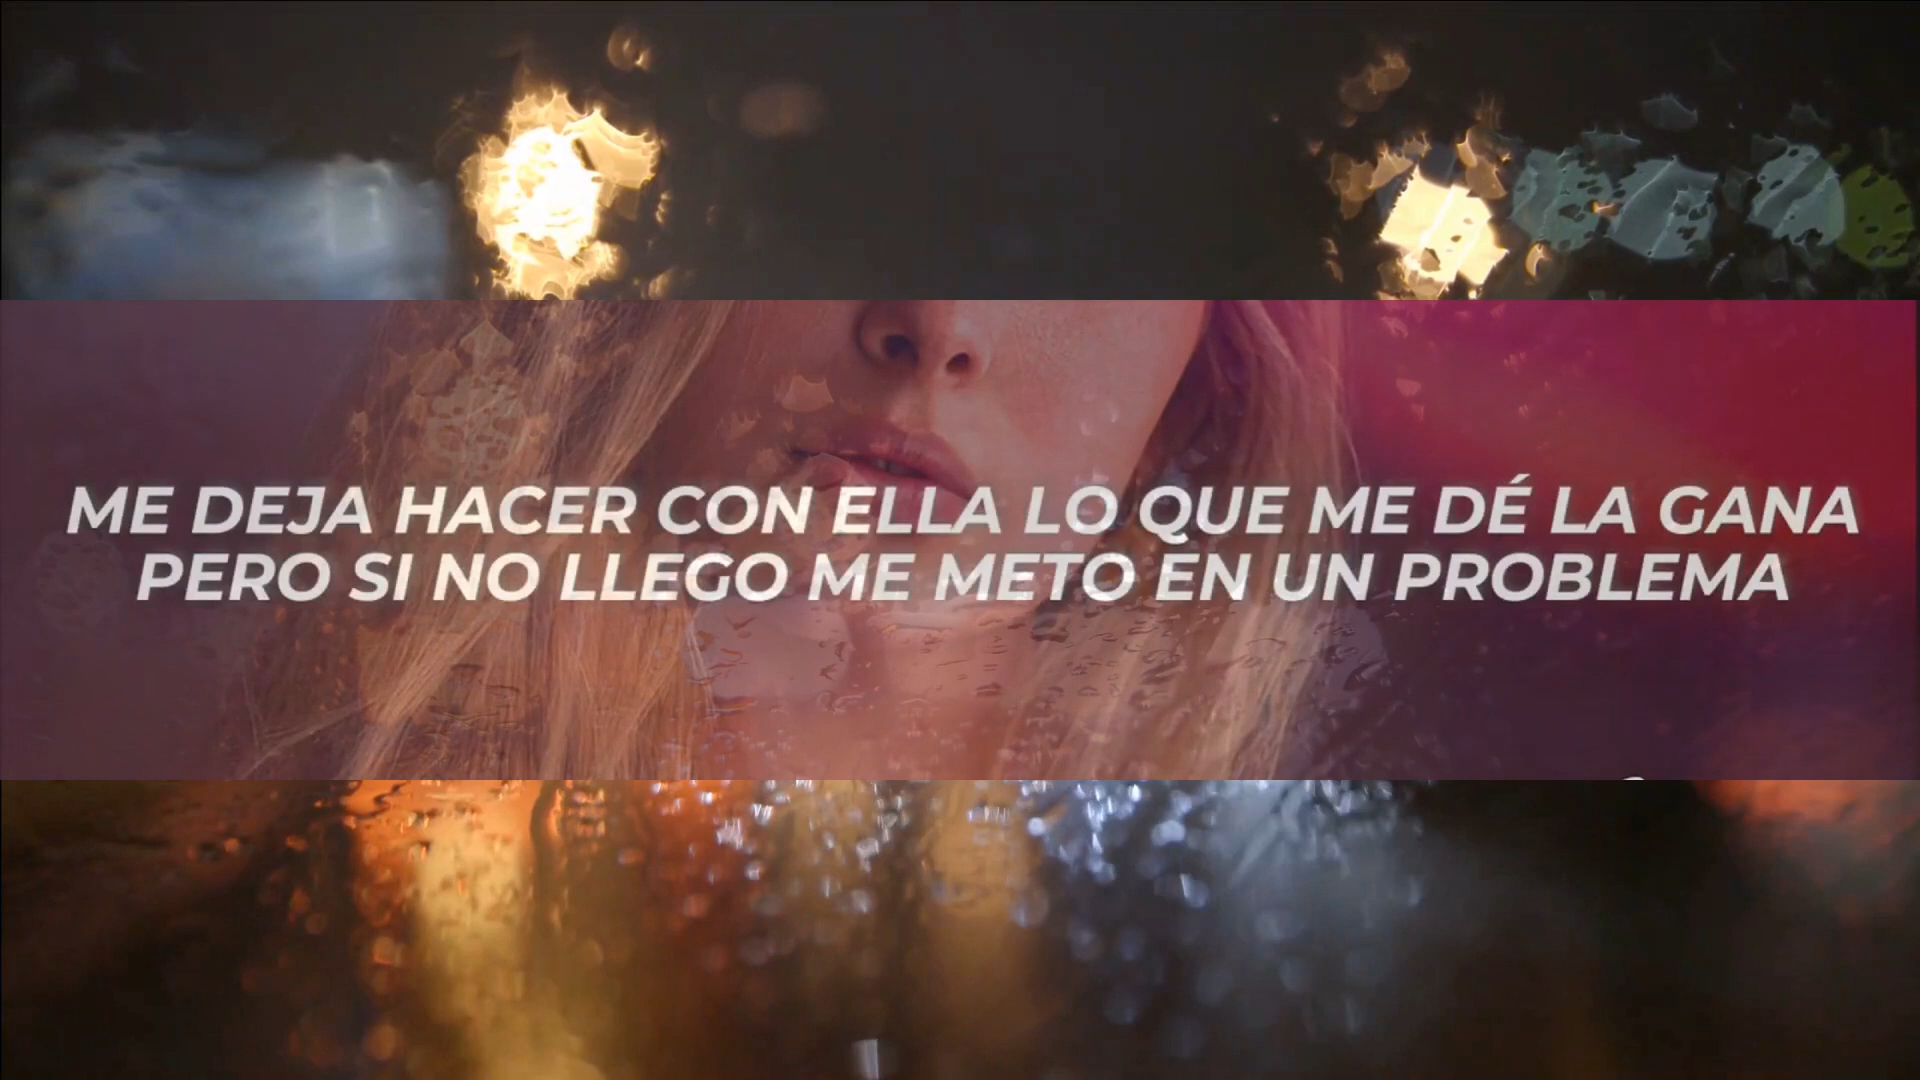 ME DEJA HACER CON ELLA LO QUE ME DÉ LA GANA
PERO SI NO LLEGO ME METO EN UN PROBLEMA